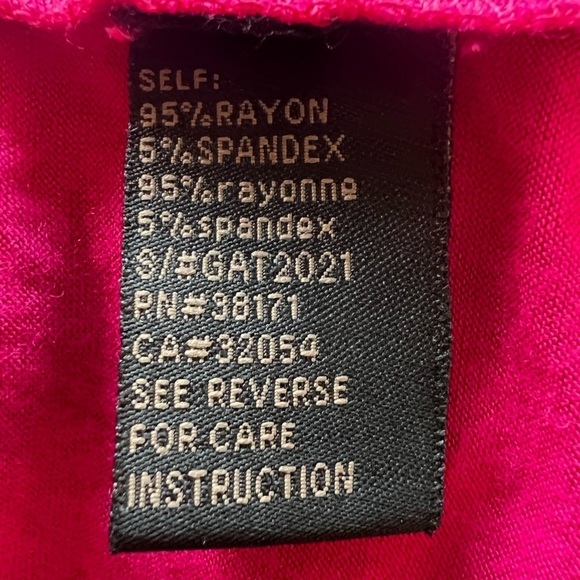 SELF:
95%RAYON
5%SPANDEX
95%rayonne
5%spandex
S/#GAT2021
RN#38171
CA#32054
SEE REVERSE
FOR CARE
INSTRUCTION